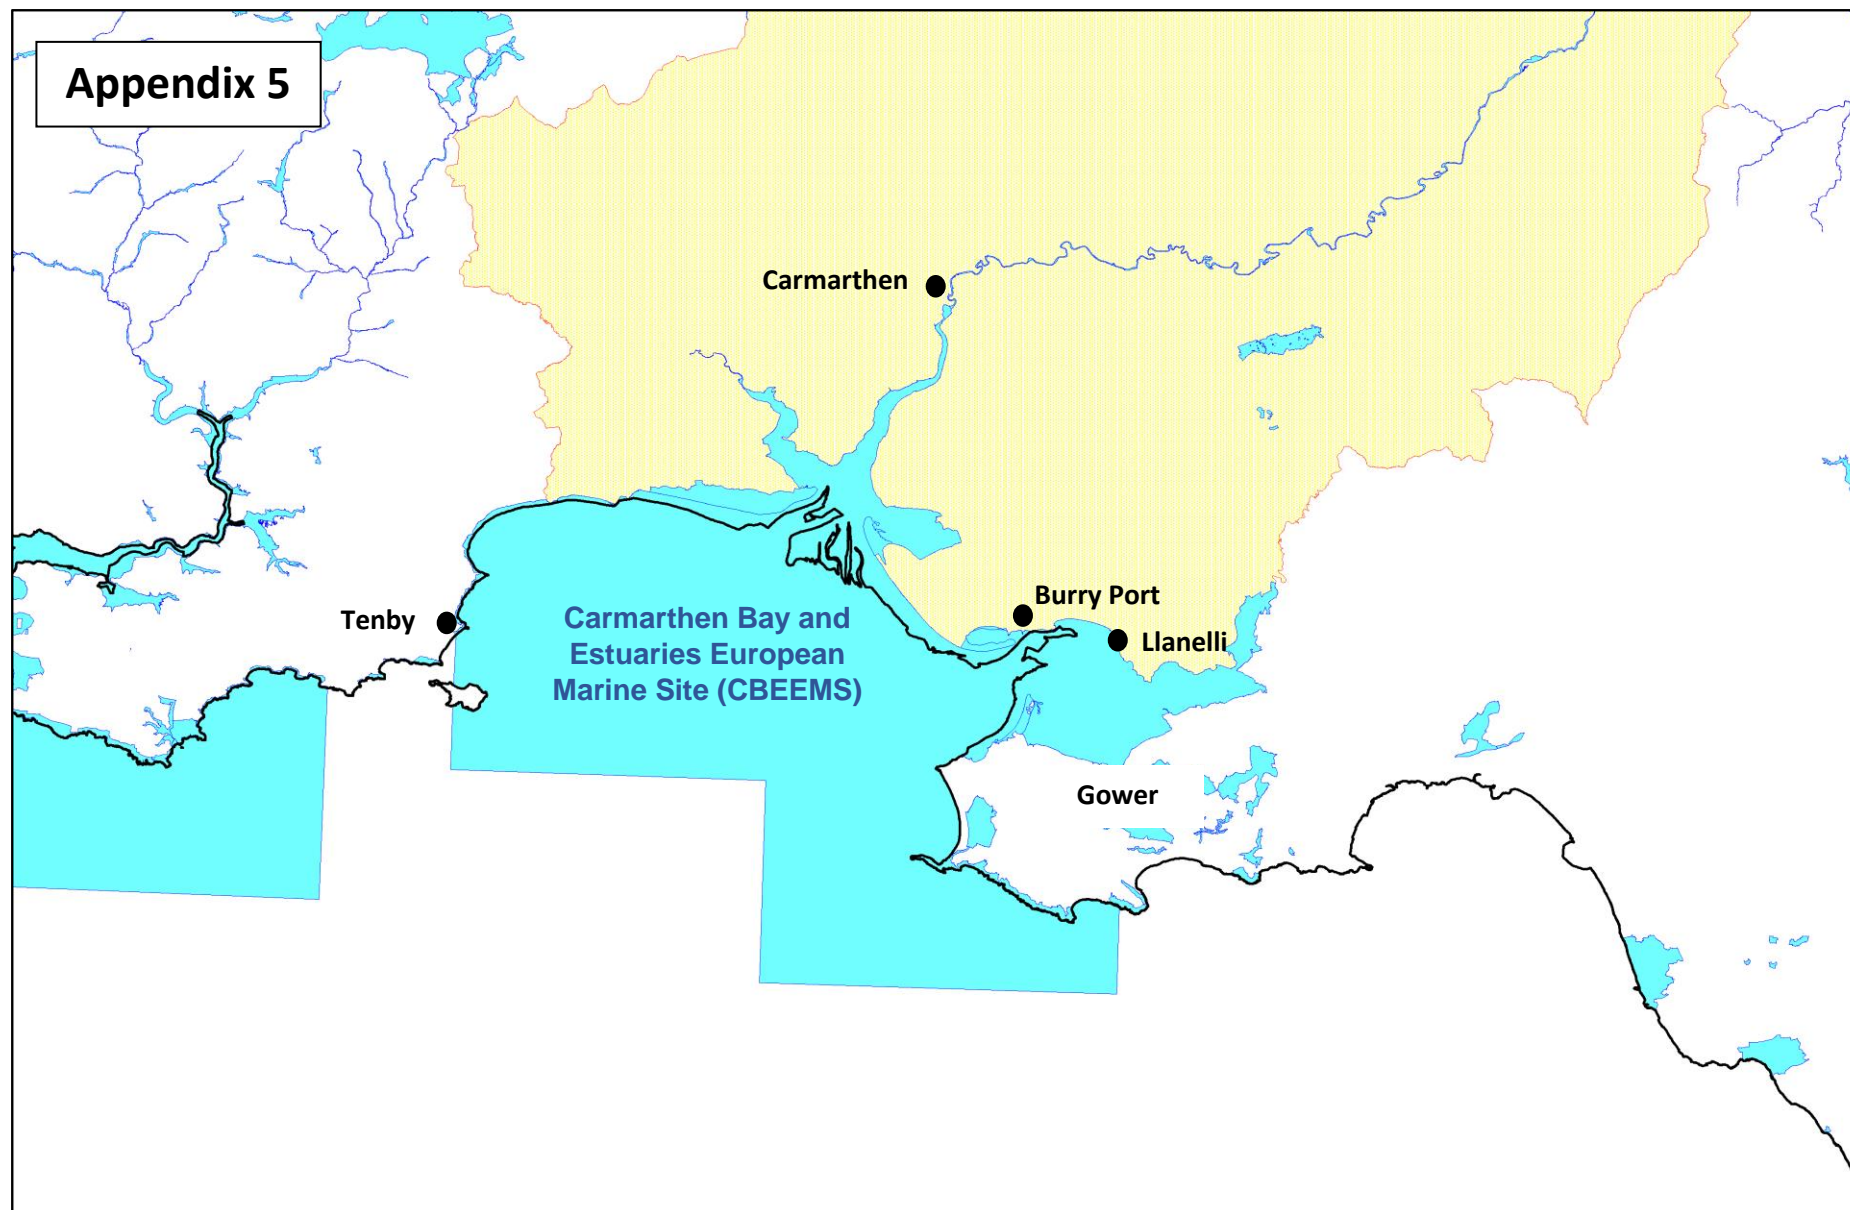 Appendix 5
Carmarthen
Burry Port
Tenby
Carmarthen Bay and
Estuaries European
Marine Site (CBEEMS)
Llanelli
Gower